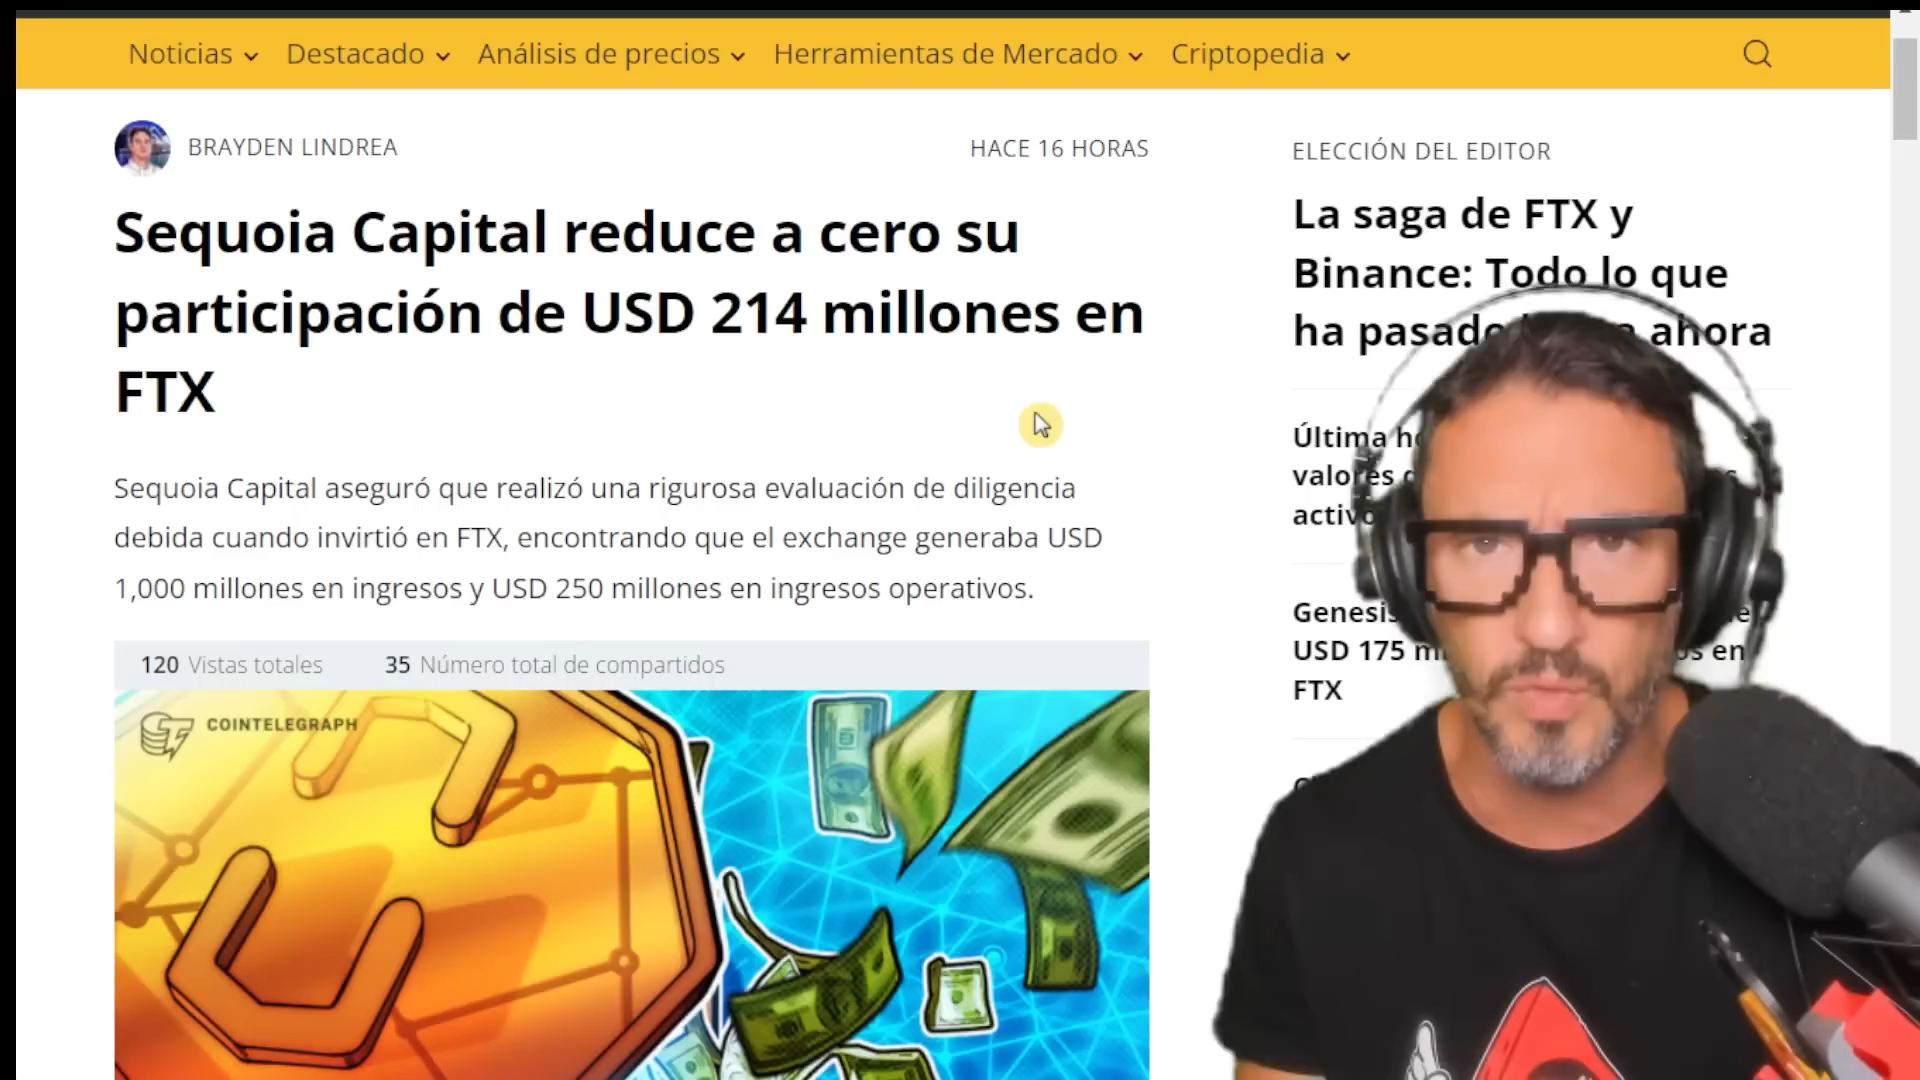 Noticias Destacado Análisis de precios Herramientas de Mercado Criptopedia
BRAYDEN LINDREA
HACE 16 HORAS
Sequoia Capital reduce a cero su
participación de USD 214 millones en
FTX
Sequoia Capital aseguró que realizó una rigurosa evaluación de diligencia
debida cuando invirtió en FTX, encontrando que el exchange generaba USD
1,000 millones en ingresos y USD 250 millones en ingresos operativos.
120 Vistas totales 35 Número total de compartidos
COINTELEGRAPH
ELECCIÓN DEL EDITOR
La saga de FTX y
Binance: Todo lo que
ha pasado ahora
Última
valores
Genesis
USD 175 en
FTX